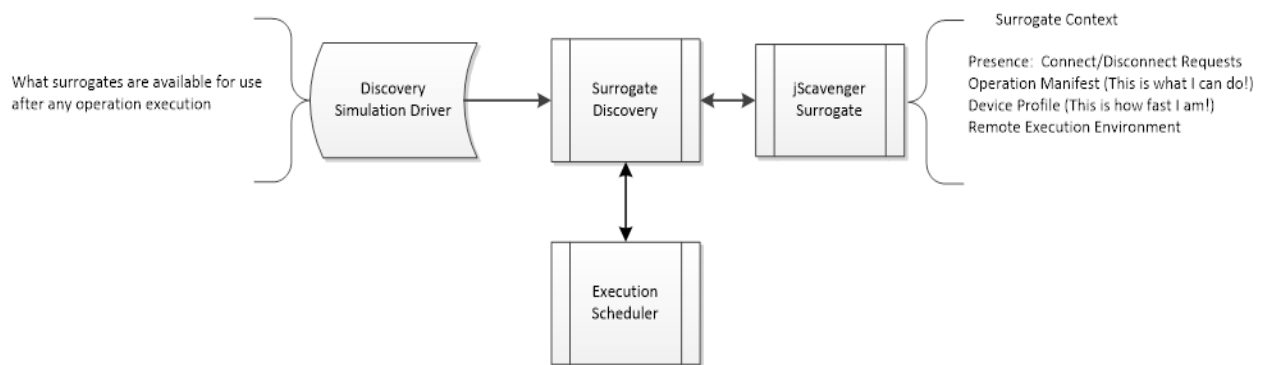 What surrogates are available for use
after any operation execution
Discovery
Simulation Driver
Surrogate
Discovery
jScavenger
Surrogate
Surrogate Context
Presence: Connect/Disconnect Requests
Operation Manifest (This is what I can do!)
Device Profile (This is how fast I am!)
Remote Execution Environment
Execution
Scheduler